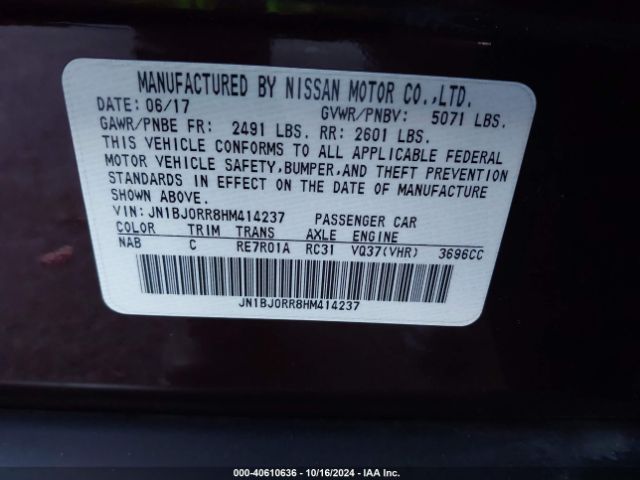 MANUFACTURED BY NISSAN MOTOR CO.,LTD.
DATE: 06/17 GVWR/PNBV: 5071 LBS.
GAWR/PNBE FR: 2491 LBS. RR: 2601 LBS.
THIS VEHICLE CONFORMS TO ALL APPLICABLE FEDERAL
MOTOR VEHICLE SAFETY,BUMPER,AND THEFT PREVENTION
STANDARDS IN EFFECT ON THE DATE OF MANUFACTURE
SHOWN ABOVE.
VIN: JN1BJ0RR8HM414237 PASSENGER CAR
COLOR TRIM TRANS AXLE ENGINE
NAB C RE7R01A RC31 VQ37(VHR) 3696CC
JN1BJ0RR8HM414237
000-40610636 - 10/16/2024 - IAA Inc.